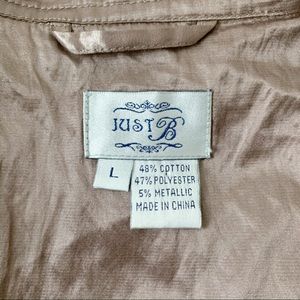 JUST B
L
48% COTTON
47% POLYESTER
5% METALLIC
MADE IN CHINA